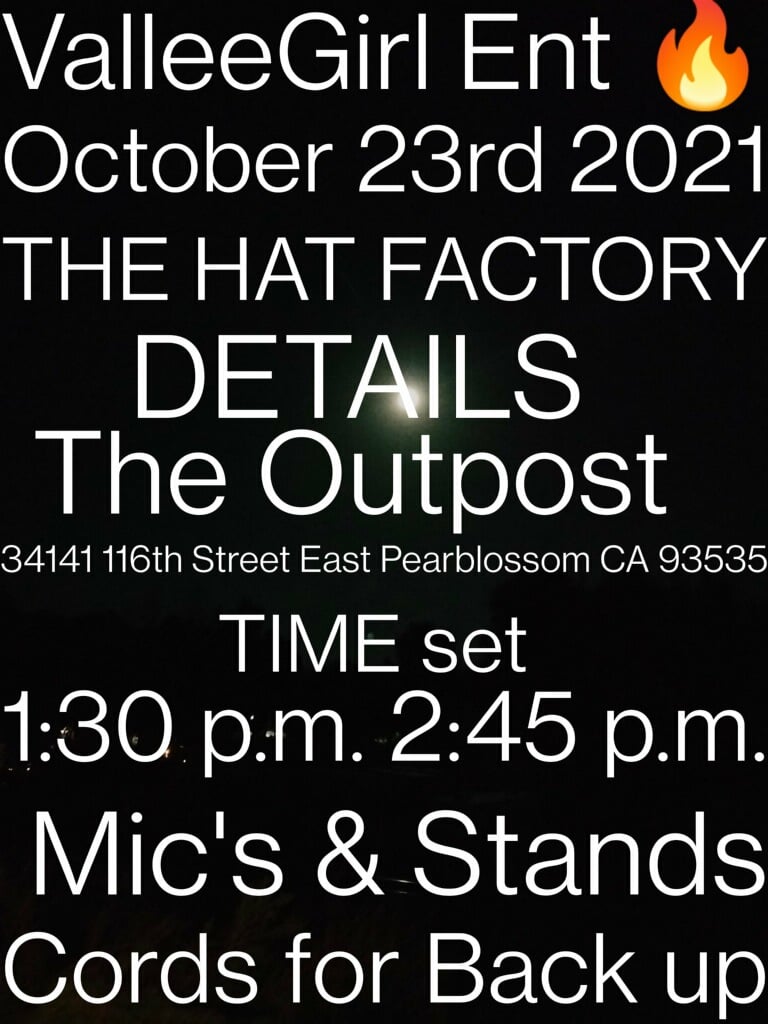 ValleeGirl Ent 🔥
October 23rd 2021
THE HAT FACTORY
DETAILS
The Outpost
34141 116th Street East Pearblossom CA 93535
TIME set
1:30 p.m. 2:45 p.m.
Mic's & Stands
Cords for Back up